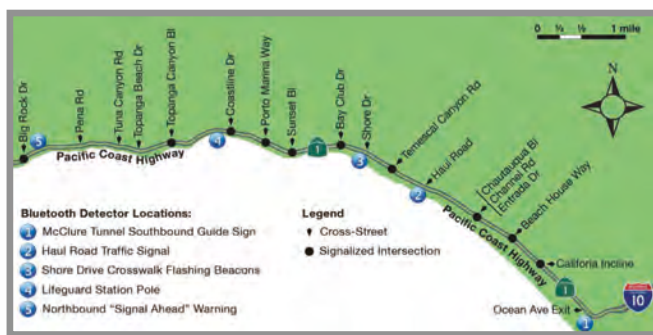 0 ¼ ½ 1 mile
N
Big Rock Dr
Pena Rd
Tuna Canyon Rd
Topanga Beach Dr
Topanga Canyon Bl
Coastline Dr
Porto Marina Way
Sunset Bl
Bay Club Dr
Shore Dr
Temescal Canyon Rd
Haul Road
Chautauqua Bl
Channel Rd
Entrada Dr
Beach House Way
Califoria Incline
Ocean Ave Exit
Pacific Coast Highway
Pacific Coast Highway
5
4
1
3
2
1
1
10
Bluetooth Detector Locations:
1 McClure Tunnel Southbound Guide Sign
2 Haul Road Traffic Signal
3 Shore Drive Crosswalk Flashing Beacons
4 Lifeguard Station Pole
5 Northbound "Signal Ahead" Warning
Legend
Cross-Street
Signalized Intersection